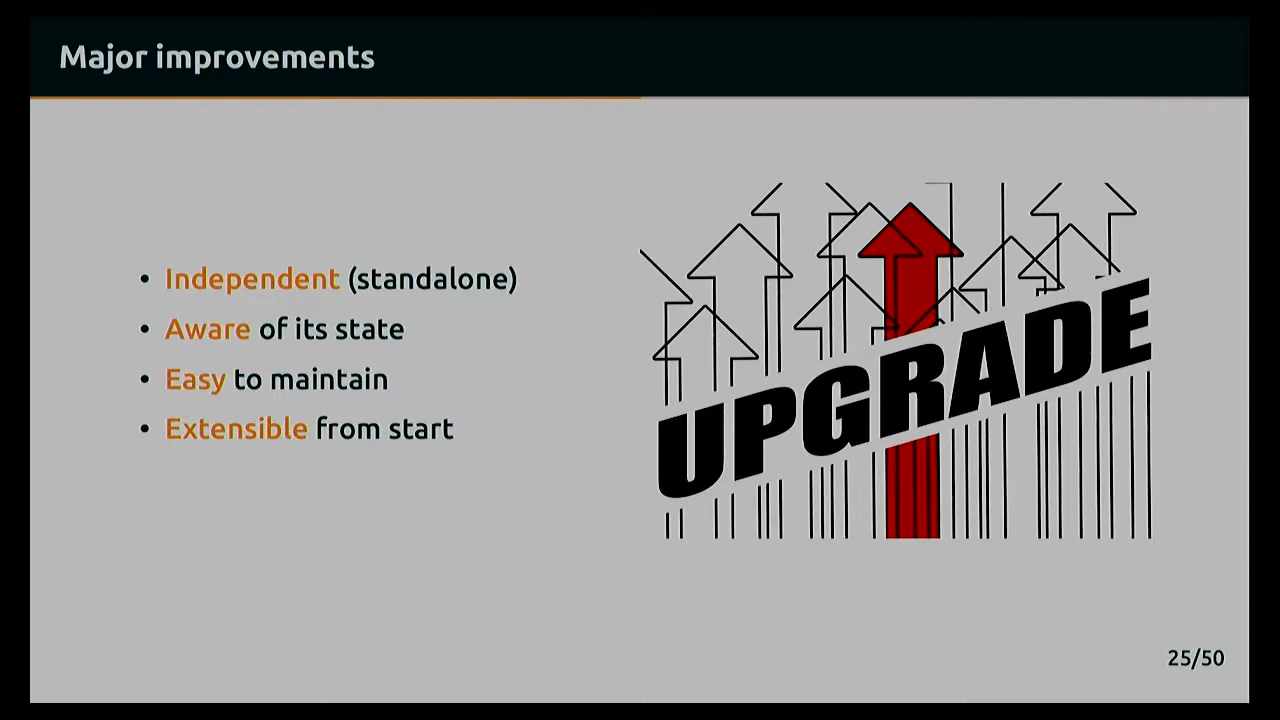 Major improvements
• Independent (standalone)
• Aware of its state
• Easy to maintain
• Extensible from start
UPGRADE
25/50